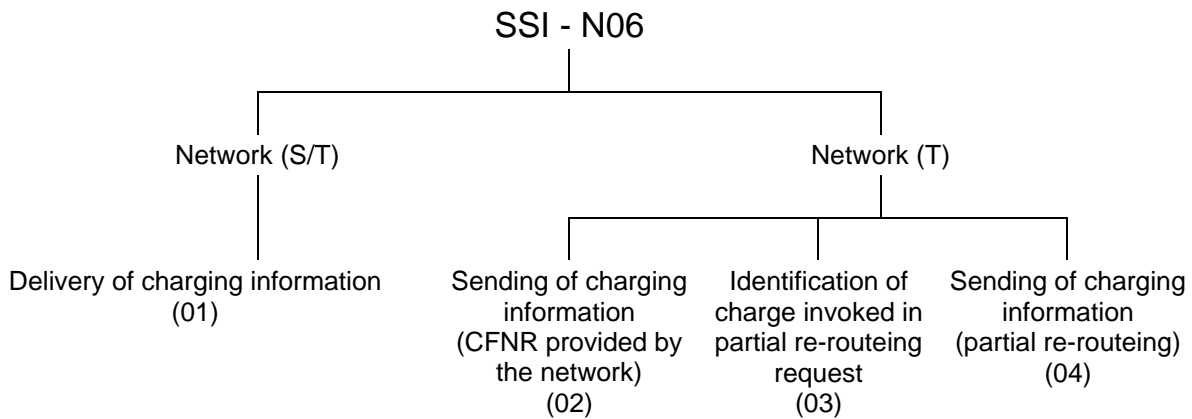 SSI - N06
Network (S/T)
Network (T)
Delivery of charging information
(01)
Sending of charging
information
(CFNR provided by
the network)
(02)
Identification of
charge invoked in
partial re-routeing
request
(03)
Sending of charging
information
(partial re-routeing)
(04)